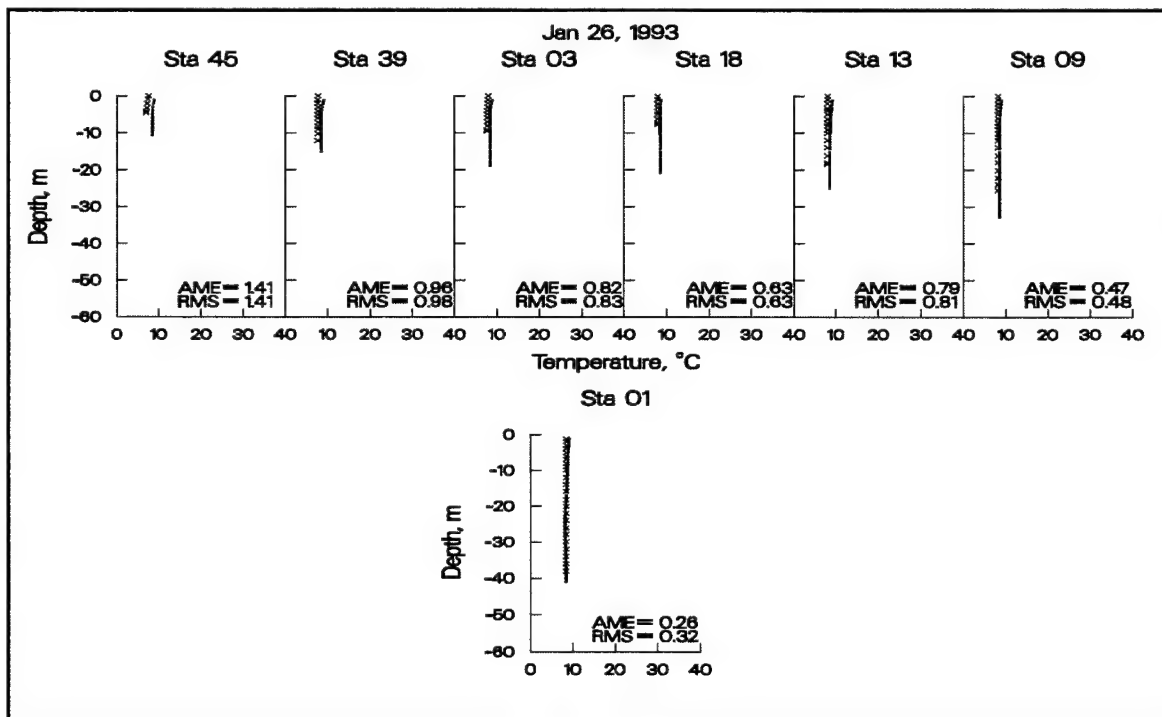 Jan 26, 1993
Sta 45 Sta 39 Sta 03 Sta 18 Sta 13 Sta 09
0
-10
-20
-30
-40
-50
-60
Depth, m
AME= 1.41 AME= 0.96 AME= 0.82 AME= 0.63 AME= 0.79 AME= 0.47
RMS= 1.41 RMS= 0.98 RMS= 0.83 RMS= 0.63 RMS= 0.81 RMS= 0.48
0 10 20 30 40 10 20 30 40 10 20 30 40 10 20 30 40 10 20 30 40 10 20 30 40
Temperature, °C
Sta 01
0
-10
-20
-30
-40
-50
-60
Depth, m
AME= 0.26
RMS= 0.32
0 10 20 30 40